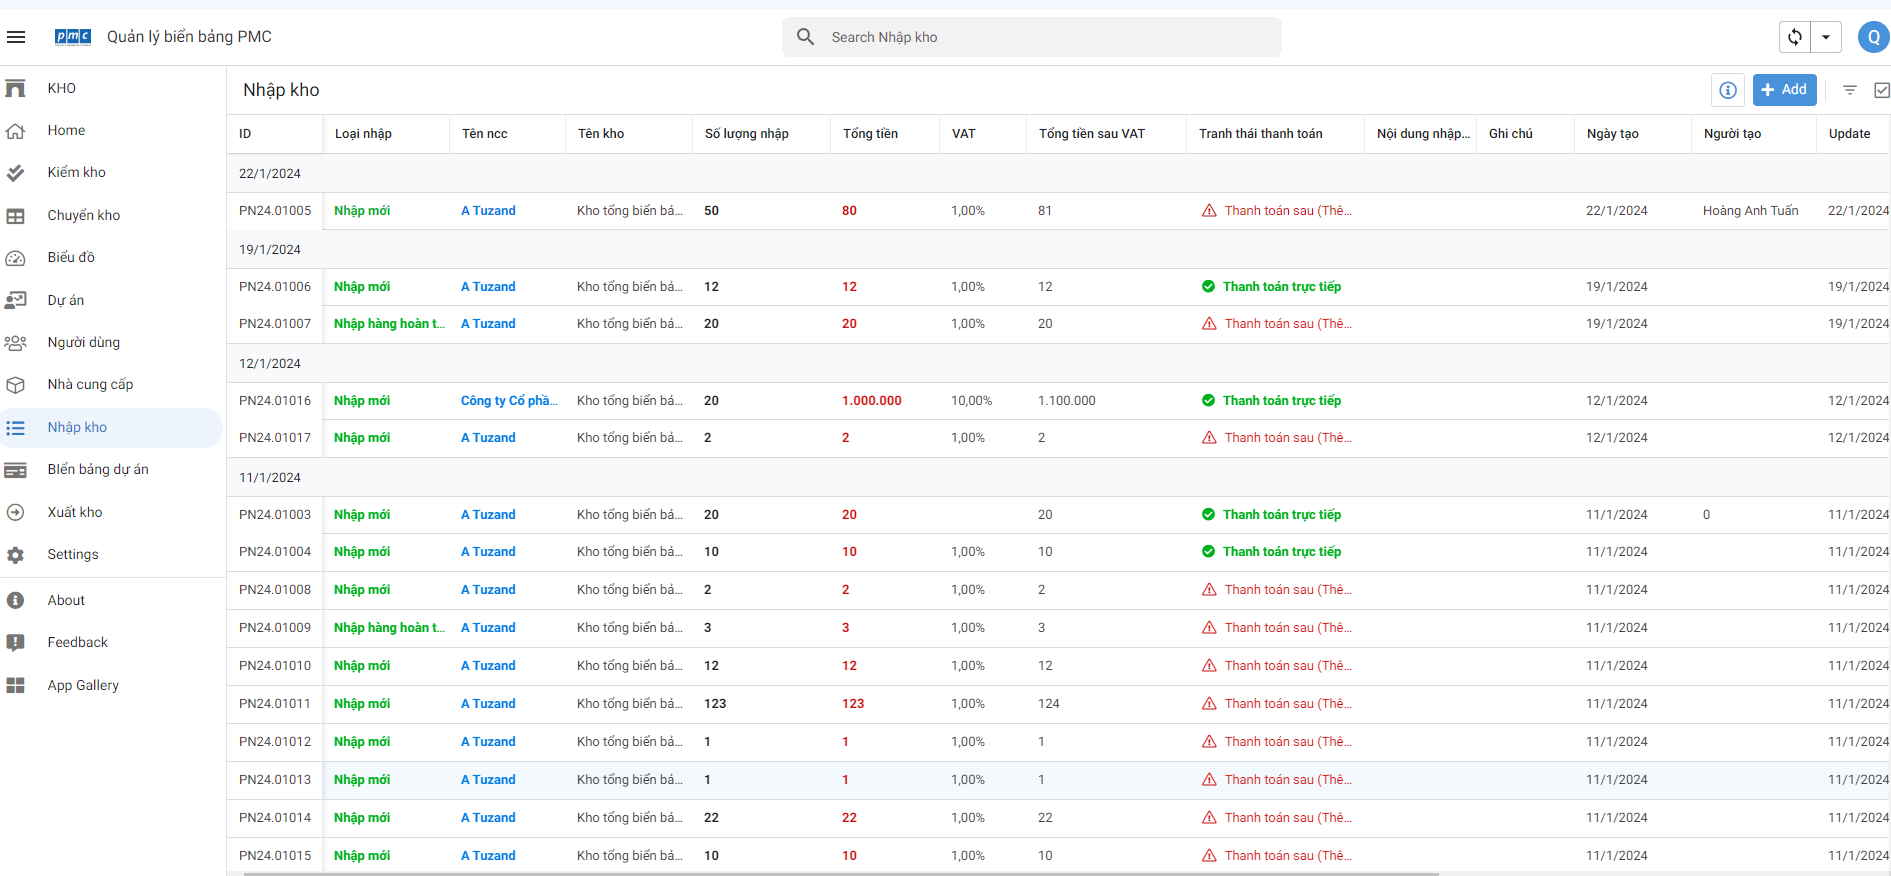 pmc Quản lý biển bảng PMC Search Nhập kho Q
KHO
Home
Kiểm kho
Chuyển kho
Biểu đồ
Dự án
Người dùng
Nhà cung cấp
Nhập kho
BIển bảng dự án
Xuất kho
Settings
About
Feedback
App Gallery
Nhập kho Add
ID Loại nhập Tên ncc Tên kho Số lượng nhập Tổng tiền VAT Tổng tiền sau VAT Tranh thái thanh toán Nội dung nhập... Ghi chú Ngày tạo Người tạo Update
22/1/2024
PN24.01005 Nhập mới A Tuzand Kho tổng biển bả... 50 80 1,00% 81 Thanh toán sau (Thê... 22/1/2024 Hoàng Anh Tuấn 22/1/2024
19/1/2024
PN24.01006 Nhập mới A Tuzand Kho tổng biển bả... 12 12 1,00% 12 Thanh toán trực tiếp 19/1/2024 19/1/2024
PN24.01007 Nhập hàng hoàn t... A Tuzand Kho tổng biển bả... 20 20 1,00% 20 Thanh toán sau (Thê... 19/1/2024 19/1/2024
12/1/2024
PN24.01016 Nhập mới Công ty Cổ phầ... Kho tổng biển bả... 20 1.000.000 10,00% 1.100.000 Thanh toán trực tiếp 12/1/2024 12/1/2024
PN24.01017 Nhập mới A Tuzand Kho tổng biển bả... 2 2 1,00% 2 Thanh toán sau (Thê... 12/1/2024 12/1/2024
11/1/2024
PN24.01003 Nhập mới A Tuzand Kho tổng biển bả... 20 20 20 Thanh toán trực tiếp 11/1/2024 0 11/1/2024
PN24.01004 Nhập mới A Tuzand Kho tổng biển bả... 10 10 1,00% 10 Thanh toán trực tiếp 11/1/2024 11/1/2024
PN24.01008 Nhập mới A Tuzand Kho tổng biển bả... 2 2 1,00% 2 Thanh toán sau (Thê... 11/1/2024 11/1/2024
PN24.01009 Nhập hàng hoàn t... A Tuzand Kho tổng biển bả... 3 3 1,00% 3 Thanh toán sau (Thê... 11/1/2024 11/1/2024
PN24.01010 Nhập mới A Tuzand Kho tổng biển bả... 12 12 1,00% 12 Thanh toán sau (Thê... 11/1/2024 11/1/2024
PN24.01011 Nhập mới A Tuzand Kho tổng biển bả... 123 123 1,00% 124 Thanh toán sau (Thê... 11/1/2024 11/1/2024
PN24.01012 Nhập mới A Tuzand Kho tổng biển bả... 1 1 1,00% 1 Thanh toán sau (Thê... 11/1/2024 11/1/2024
PN24.01013 Nhập mới A Tuzand Kho tổng biển bả... 1 1 1,00% 1 Thanh toán sau (Thê... 11/1/2024 11/1/2024
PN24.01014 Nhập mới A Tuzand Kho tổng biển bả... 22 22 1,00% 22 Thanh toán sau (Thê... 11/1/2024 11/1/2024
PN24.01015 Nhập mới A Tuzand Kho tổng biển bả... 10 10 1,00% 10 Thanh toán sau (Thê... 11/1/2024 11/1/2024